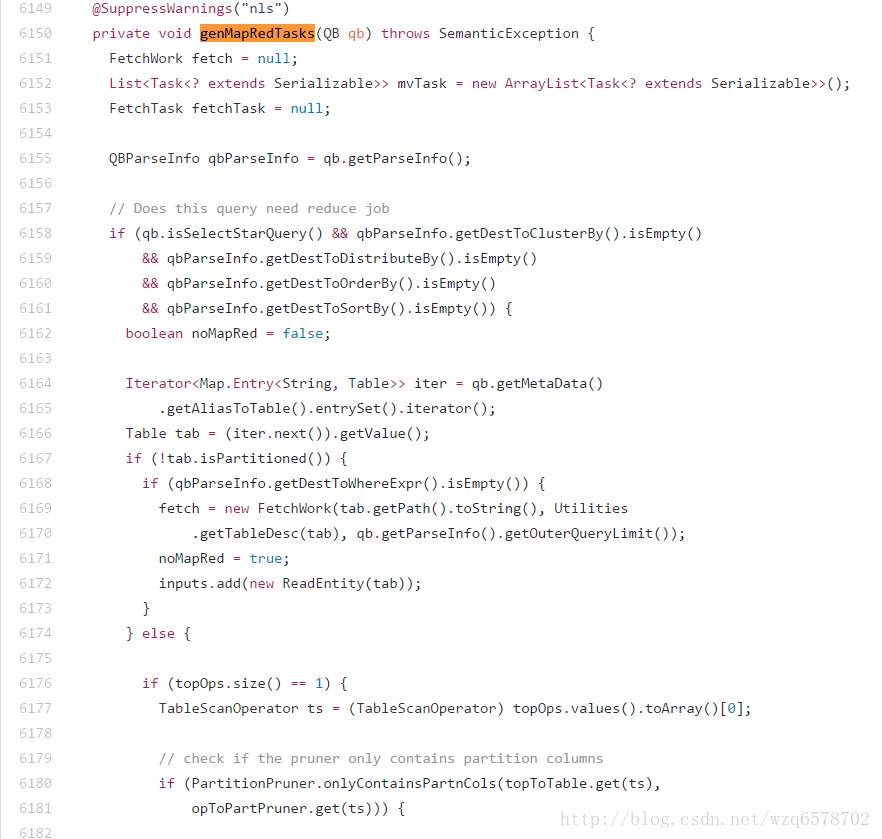 6149 @SuppressWarnings("nls")
6150 private void genMapRedTasks(QB qb) throws SemanticException {
6151 FetchWork fetch = null;
6152 List<Task<? extends Serializable>> mvTask = new ArrayList<Task<? extends Serializable>>();
6153 FetchTask fetchTask = null;
6154
6155 QBParseInfo qbParseInfo = qb.getParseInfo();
6156
6157 // Does this query need reduce job
6158 if (qb.isSelectStarQuery() && qbParseInfo.getDestToClusterBy().isEmpty()
6159 && qbParseInfo.getDestToDistributeBy().isEmpty()
6160 && qbParseInfo.getDestToOrderBy().isEmpty()
6161 && qbParseInfo.getDestToSortBy().isEmpty()) {
6162 boolean noMapRed = false;
6163
6164 Iterator<Map.Entry<String, Table>> iter = qb.getMetaData()
6165 .getAliasToTable().entrySet().iterator();
6166 Table tab = (iter.next()).getValue();
6167 if (!tab.isPartitioned()) {
6168 if (qbParseInfo.getDestToWhereExpr().isEmpty()) {
6169 fetch = new FetchWork(tab.getPath().toString(), Utilities
6170 .getTableDesc(tab), qb.getParseInfo().getOuterQueryLimit());
6171 noMapRed = true;
6172 inputs.add(new ReadEntity(tab));
6173 }
6174 } else {
6175
6176 if (topOps.size() == 1) {
6177 TableScanOperator ts = (TableScanOperator) topOps.values().toArray()[0];
6178
6179 // check if the pruner only contains partition columns
6180 if (PartitionPruner.onlyContainsPartnCols(topToTable.get(ts),
6181 opToPartPruner.get(ts))) {
6182
http://blog.csdn.net/wzq6578702